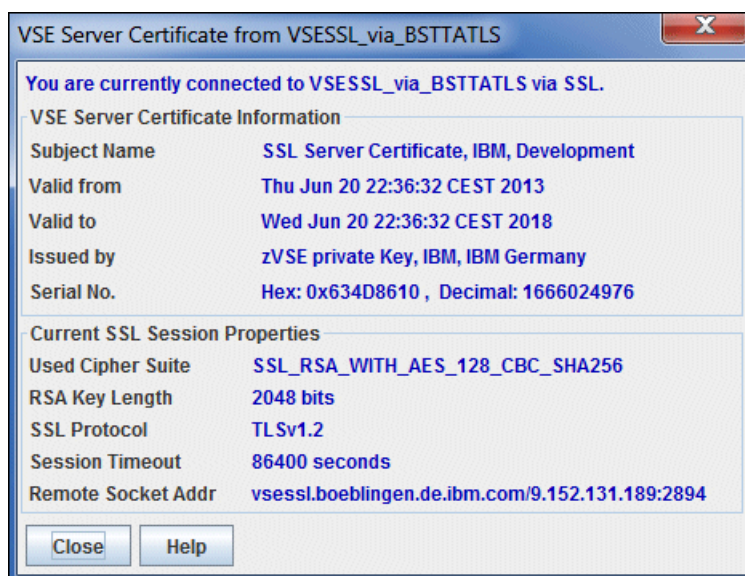 VSE Server Certificate from VSESSL_via_BSTTATLS
X
You are currently connected to VSESSL_via_BSTTATLS via SSL.
VSE Server Certificate Information
Subject Name SSL Server Certificate, IBM, Development
Valid from Thu Jun 20 22:36:32 CEST 2013
Valid to Wed Jun 20 22:36:32 CEST 2018
Issued by zVSE private Key, IBM, IBM Germany
Serial No. Hex: 0x634D8610 , Decimal: 1666024976
Current SSL Session Properties
Used Cipher Suite SSL_RSA_WITH_AES_128_CBC_SHA256
RSA Key Length 2048 bits
SSL Protocol TLSv1.2
Session Timeout 86400 seconds
Remote Socket Addr vsessl.boeblingen.de.ibm.com/9.152.131.189:2894
Close Help